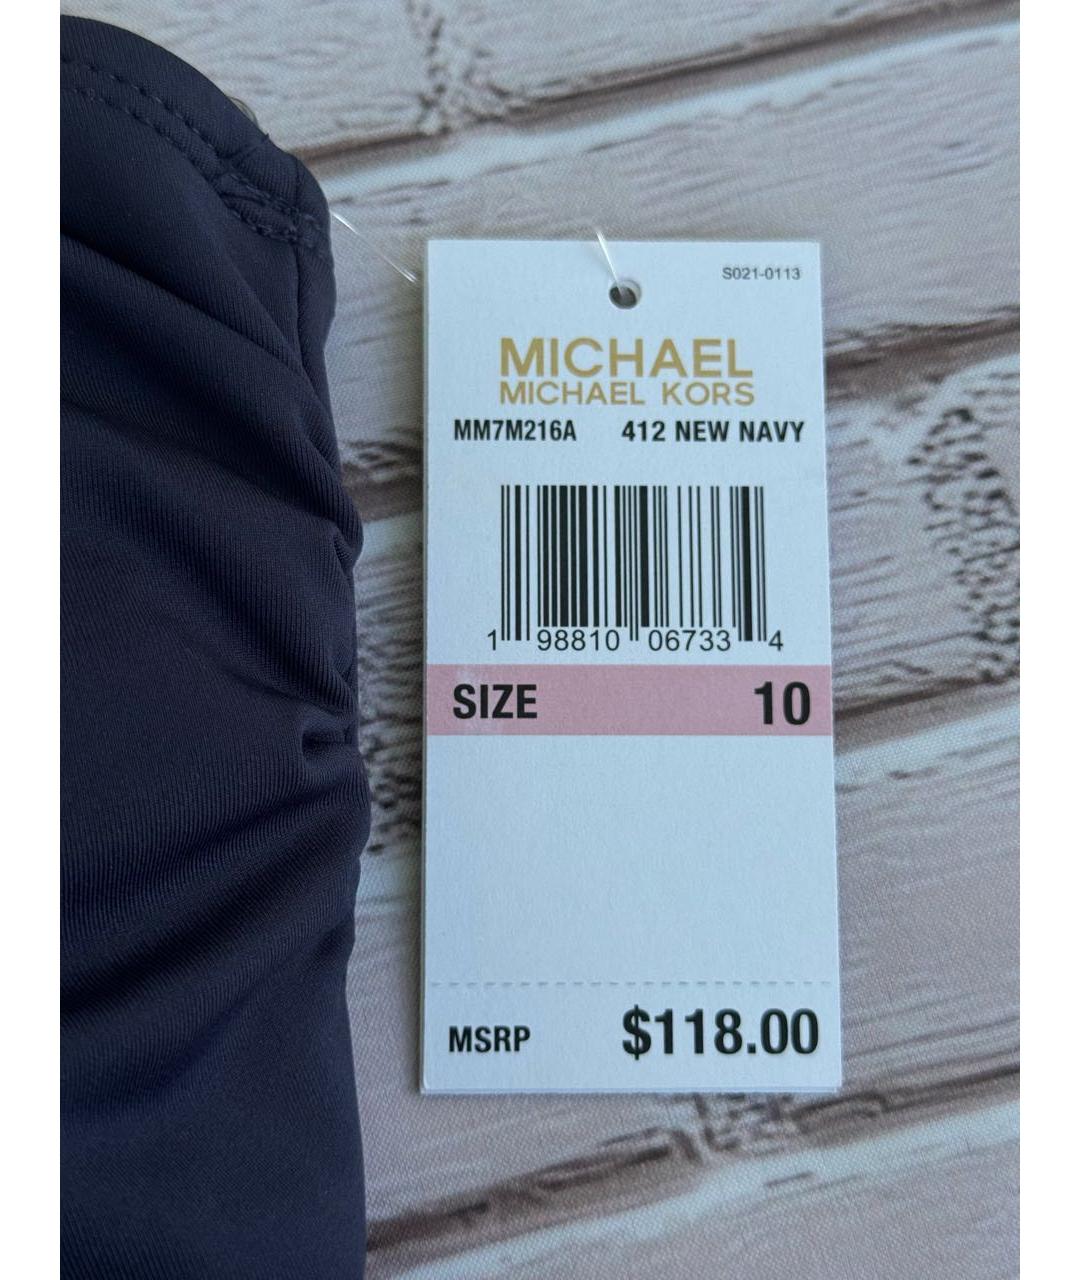 S021-0113
MICHAEL
MICHAEL KORS
MM7M216A 412 NEW NAVY
1 98810 06733 4
SIZE 10
MSRP $118.00